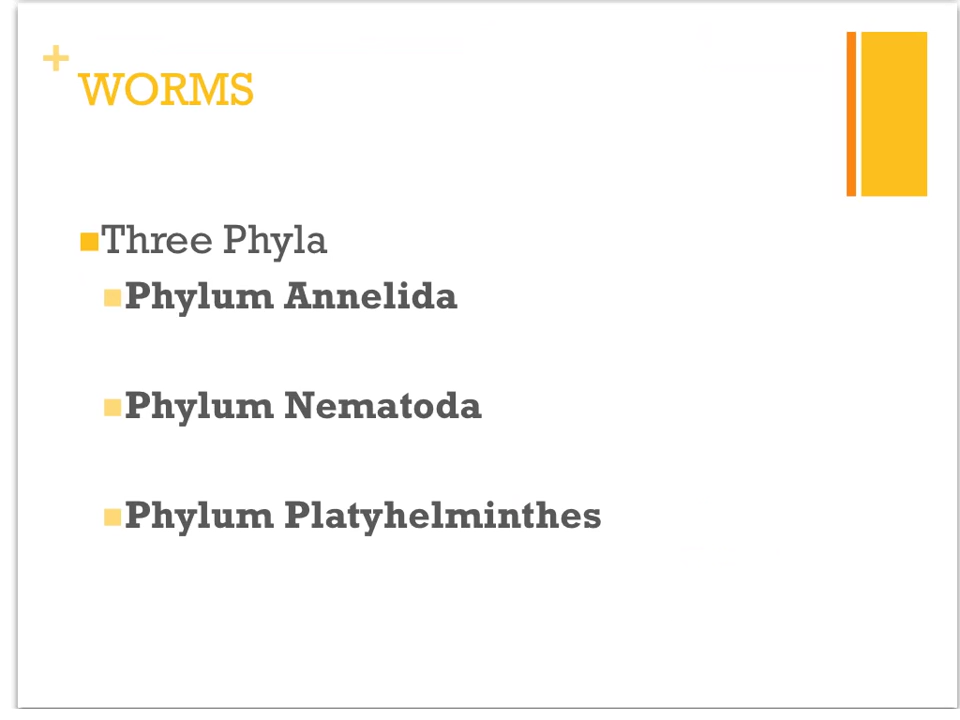 +
WORMS
Three Phyla
Phylum Annelida
Phylum Nematoda
Phylum Platyhelminthes